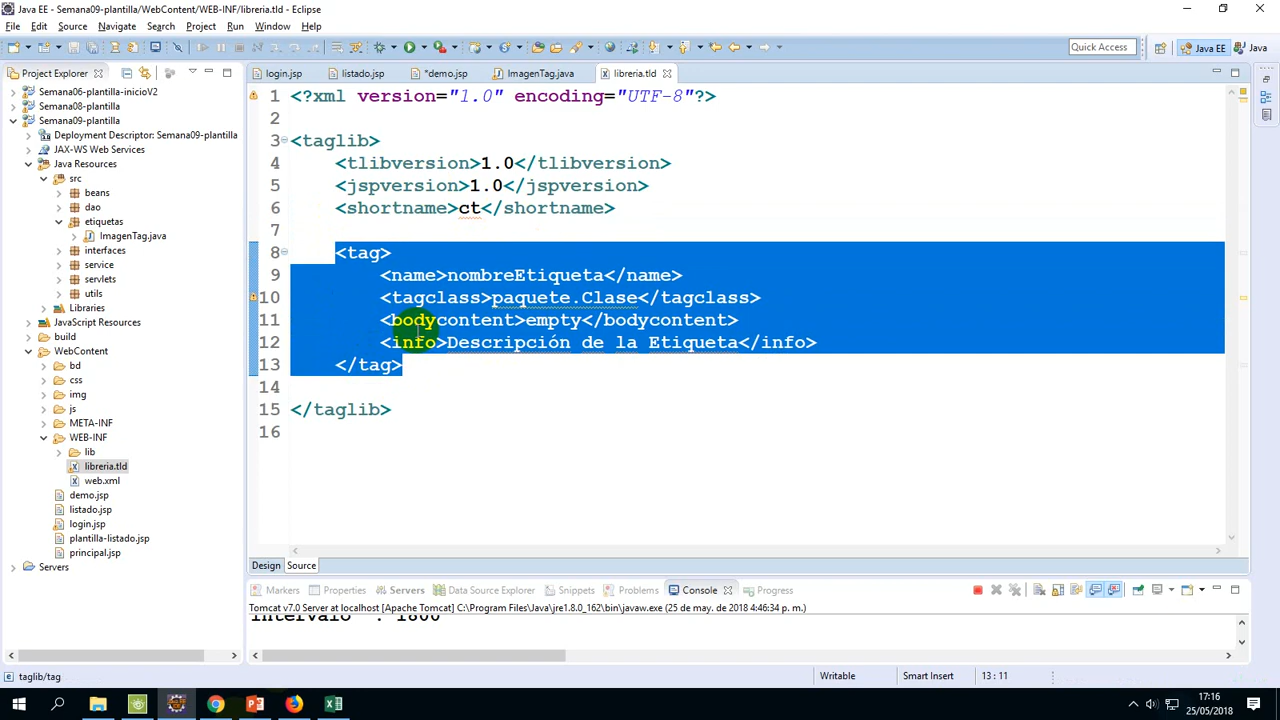 Java EE - Semana09-plantilla/WebContent/WEB-INF/libreria.tld - Eclipse
File Edit Source Navigate Search Project Run Window Help
Quick Access
Java EE
Java
Project Explorer
login.jsp
listado.jsp
*demo.jsp
ImagenTag.java
libreria.tld
Semana06-plantilla-inicioV2
Semana08-plantilla
Semana09-plantilla
Deployment Descriptor: Semana09-plantilla
JAX-WS Web Services
Java Resources
src
beans
dao
etiquetas
ImagenTag.java
interfaces
service
servlets
utils
Libraries
JavaScript Resources
build
WebContent
bd
css
img
js
META-INF
WEB-INF
lib
libreria.tld
web.xml
demo.jsp
listado.jsp
login.jsp
plantilla-listado.jsp
principal.jsp
Servers
1 <?xml version="1.0" encoding="UTF-8"?>
2
3 <taglib>
4 <tlibversion>1.0</tlibversion>
5 <jspversion>1.0</jspversion>
6 <shortname>ct</shortname>
7
8 <tag>
9 <name>nombreEtiqueta</name>
10 <tagclass>paquete.Clase</tagclass>
11 <bodycontent>empty</bodycontent>
12 <info>Descripción de la Etiqueta</info>
13 </tag>
14
15 </taglib>
16
Design Source
Markers Properties Servers Data Source Explorer Snippets Problems Console Progress
Tomcat v7.0 Server at localhost [Apache Tomcat] C:\Program Files\Java\jre1.8.0_162\bin\javaw.exe (25 de may. de 2018 4:46:34 p. m.)
intervalo : 1800
taglib/tag
Writable
Smart Insert
13 : 11
17:16
25/05/2018